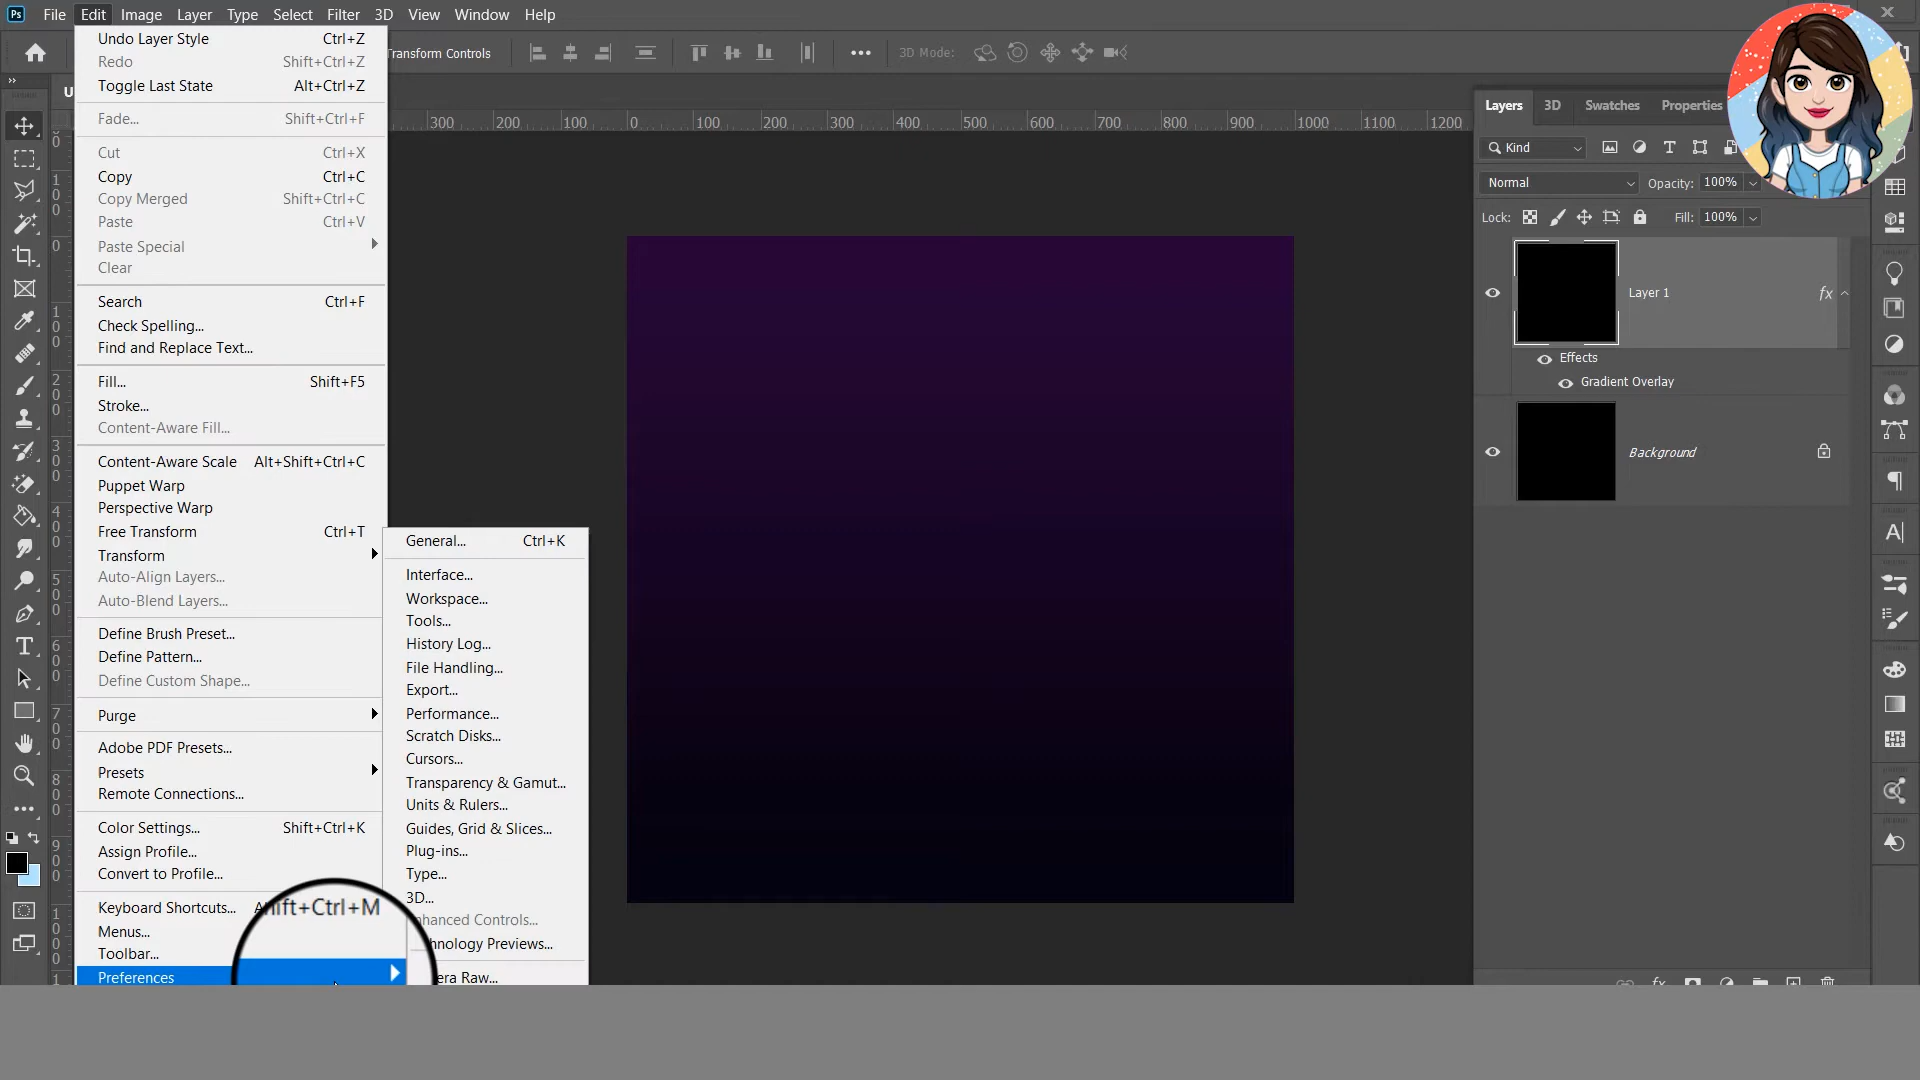 Ps File Edit Image Layer Type Select Filter 3D View Window Help
Transform Controls
3D Mode:
U
300 200 100 0 100 200 300 400 500 600 700 800 900 1000 1100 1200
Undo Layer Style Ctrl+Z
Redo Shift+Ctrl+Z
Toggle Last State Alt+Ctrl+Z
Fade... Shift+Ctrl+F
Cut Ctrl+X
Copy Ctrl+C
Copy Merged Shift+Ctrl+C
Paste Ctrl+V
Paste Special
Clear
Search Ctrl+F
Check Spelling...
Find and Replace Text...
Fill... Shift+F5
Stroke...
Content-Aware Fill...
Content-Aware Scale Alt+Shift+Ctrl+C
Puppet Warp
Perspective Warp
Free Transform Ctrl+T
Transform
Auto-Align Layers...
Auto-Blend Layers...
Define Brush Preset...
Define Pattern...
Define Custom Shape...
Purge
Adobe PDF Presets...
Presets
Remote Connections...
Color Settings... Shift+Ctrl+K
Assign Profile...
Convert to Profile...
Keyboard Shortcuts... hift+Ctrl+M
Menus...
Toolbar...
Preferences
General... Ctrl+K
Interface...
Workspace...
Tools...
History Log...
File Handling...
Export...
Performance...
Scratch Disks...
Cursors...
Transparency & Gamut...
Units & Rulers...
Guides, Grid & Slices...
Plug-ins...
Type...
3D...
nhanced Controls...
hnology Previews...
era Raw...
Layers 3D Swatches Properties
Kind
Normal Opacity: 100%
Lock: Fill: 100%
Layer 1 fx
Effects
Gradient Overlay
Background